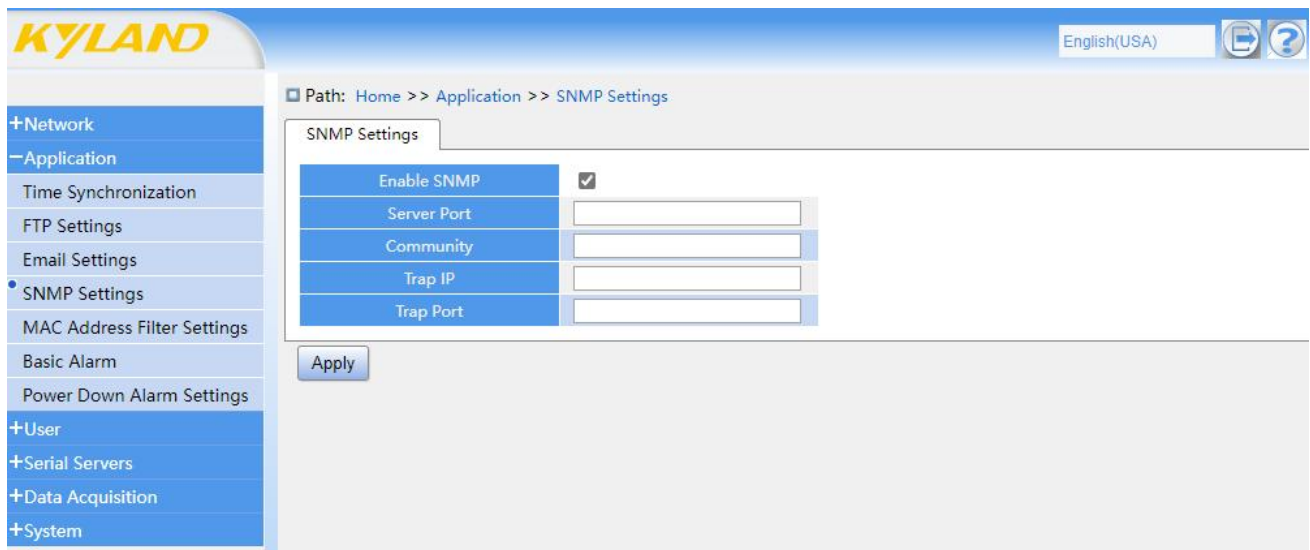 KYLAND
English(USA)
Path: Home >> Application >> SNMP Settings
+Network
-Application
Time Synchronization
FTP Settings
Email Settings
SNMP Settings
MAC Address Filter Settings
Basic Alarm
Power Down Alarm Settings
+User
+Serial Servers
+Data Acquisition
+System
SNMP Settings
Enable SNMP
Server Port
Community
Trap IP
Trap Port
Apply